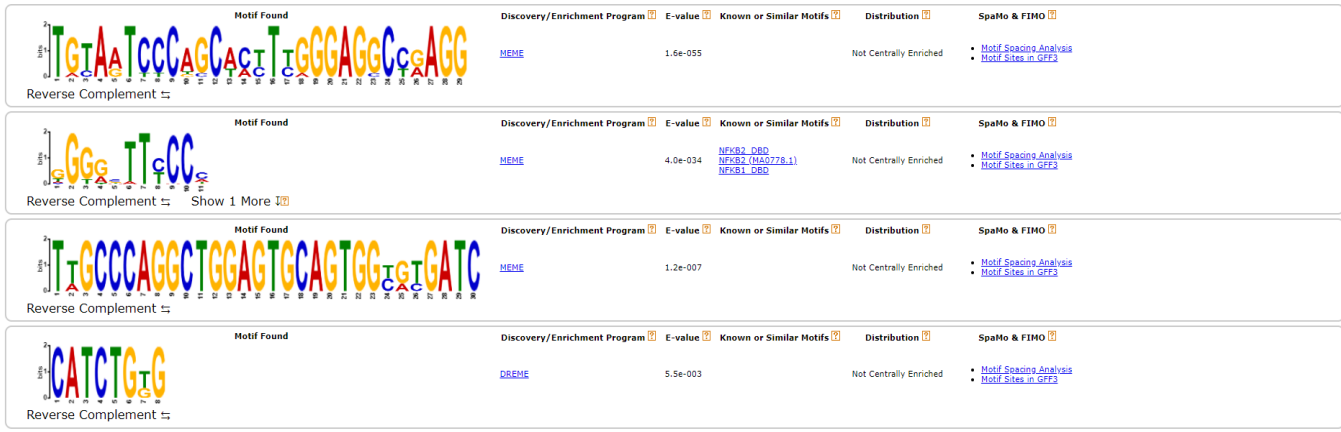 Motif Found Discovery/Enrichment Program ? E-value ? Known or Similar Motifs ? Distribution ? SpaMo & FIMO ?
MEME 1.6e-055 Not Centrally Enriched
Motif Spacing Analysis
Motif Sites in GFF3
Reverse Complement ⇆
Motif Found Discovery/Enrichment Program ? E-value ? Known or Similar Motifs ? Distribution ? SpaMo & FIMO ?
NFKB2_DBD
MEME 4.0e-034 NFKB2 (MA0778.1) Not Centrally Enriched
NFKB1_DBD
Motif Spacing Analysis
Motif Sites in GFF3
Reverse Complement ⇆ Show 1 More ?
Motif Found Discovery/Enrichment Program ? E-value ? Known or Similar Motifs ? Distribution ? SpaMo & FIMO ?
MEME 1.2e-007 Not Centrally Enriched
Motif Spacing Analysis
Motif Sites in GFF3
Reverse Complement ⇆
Motif Found Discovery/Enrichment Program ? E-value ? Known or Similar Motifs ? Distribution ? SpaMo & FIMO ?
CATCTGTG
DREME 5.5e-003 Not Centrally Enriched
Motif Spacing Analysis
Motif Sites in GFF3
Reverse Complement ⇆